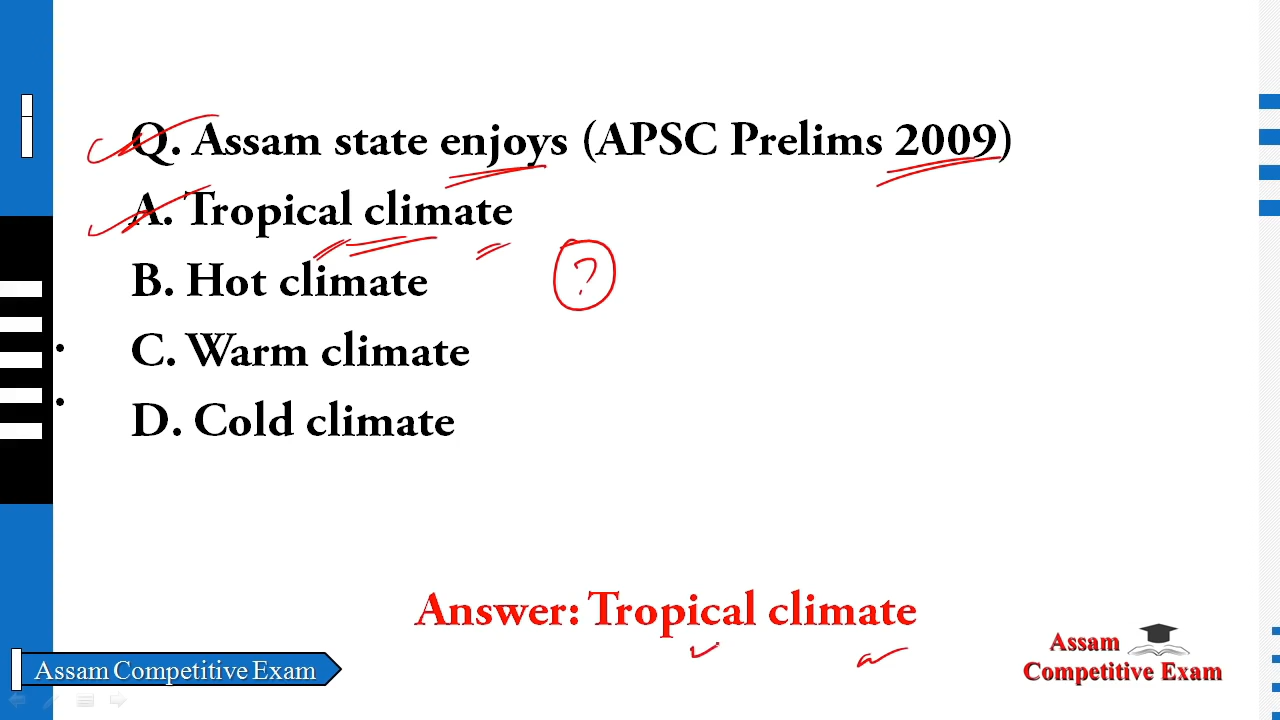 Q. Assam state enjoys (APSC Prelims 2009)
A. Tropical climate
B. Hot climate
?
C. Warm climate
D. Cold climate
Answer: Tropical climate
Assam Competitive Exam
Assam
Competitive Exam